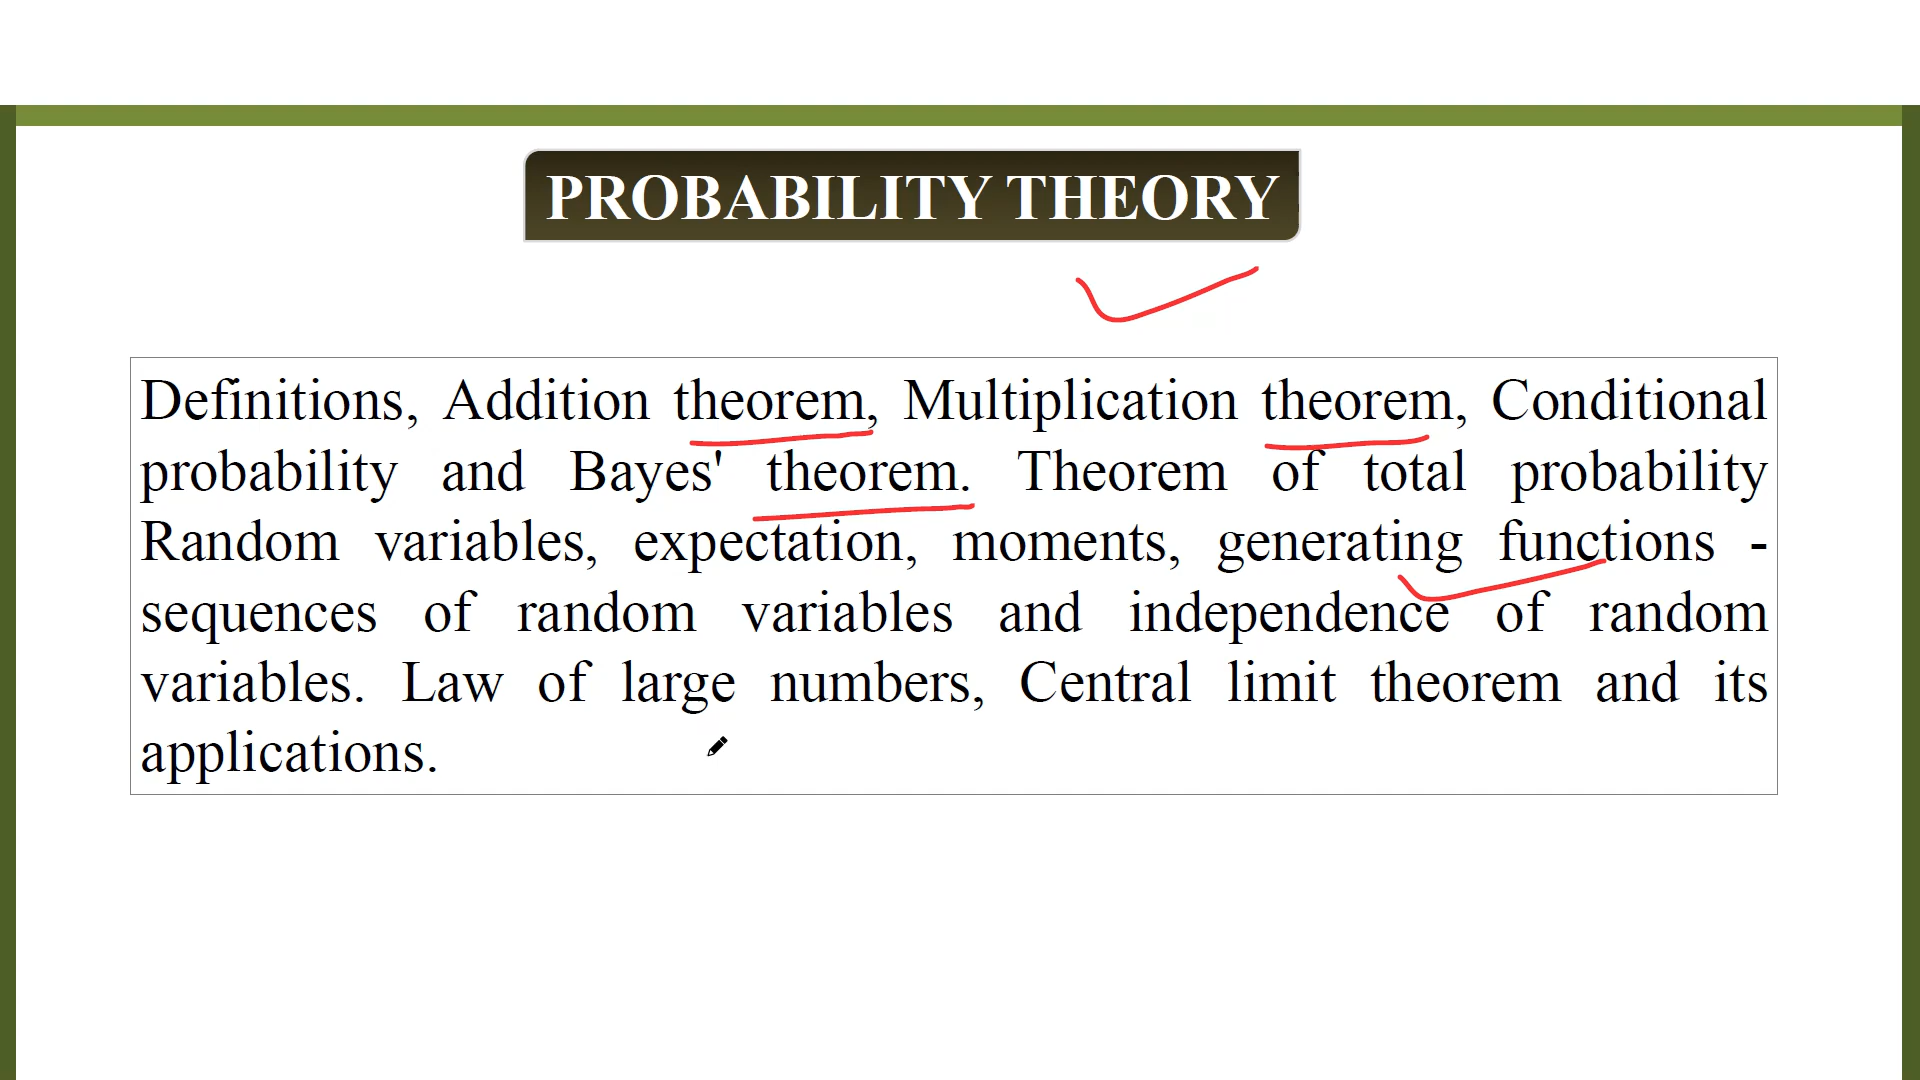 PROBABILITY THEORY
Definitions, Addition theorem, Multiplication theorem, Conditional
probability and Bayes' theorem. Theorem of total probability
Random variables, expectation, moments, generating functions -
sequences of random variables and independence of random
variables. Law of large numbers, Central limit theorem and its
applications.